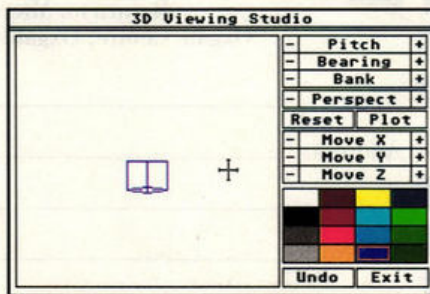 3D Viewing Studio
- Pitch +
- Bearing +
- Bank +
- Perspect +
Reset Plot
- Move X +
- Move Y +
- Move Z +
Undo Exit